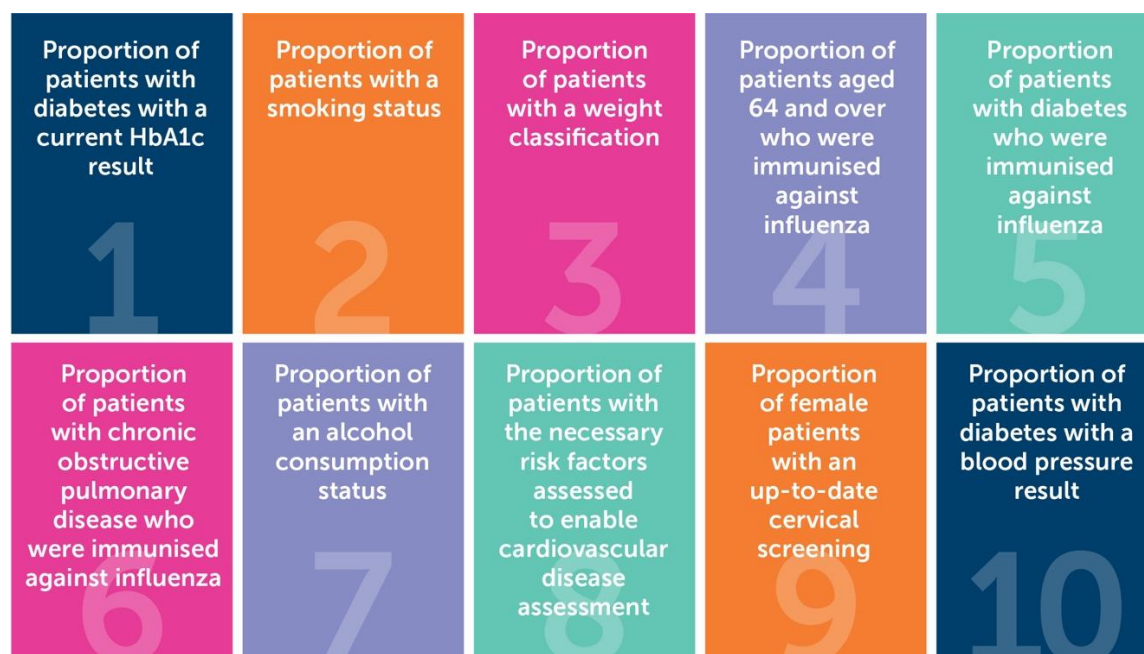 Proportion of
patients with
diabetes with a
current HbA1c
result
1
Proportion of
patients with a
smoking status
2
Proportion
of patients
with a weight
classification
3
Proportion of
patients aged
64 and over
who were
immunised
against
influenza
4
Proportion
of patients
with diabetes
who were
immunised
against
influenza
5
Proportion
of patients
with chronic
obstructive
pulmonary
disease who
were immunised
against influenza
6
Proportion of
patients with
an alcohol
consumption
status
7
Proportion of
patients with
the necessary
risk factors
assessed
to enable
cardiovascular
disease
assessment
8
Proportion
of female
patients
with an
up-to-date
cervical
screening
9
Proportion of
patients with
diabetes with a
blood pressure
result
10